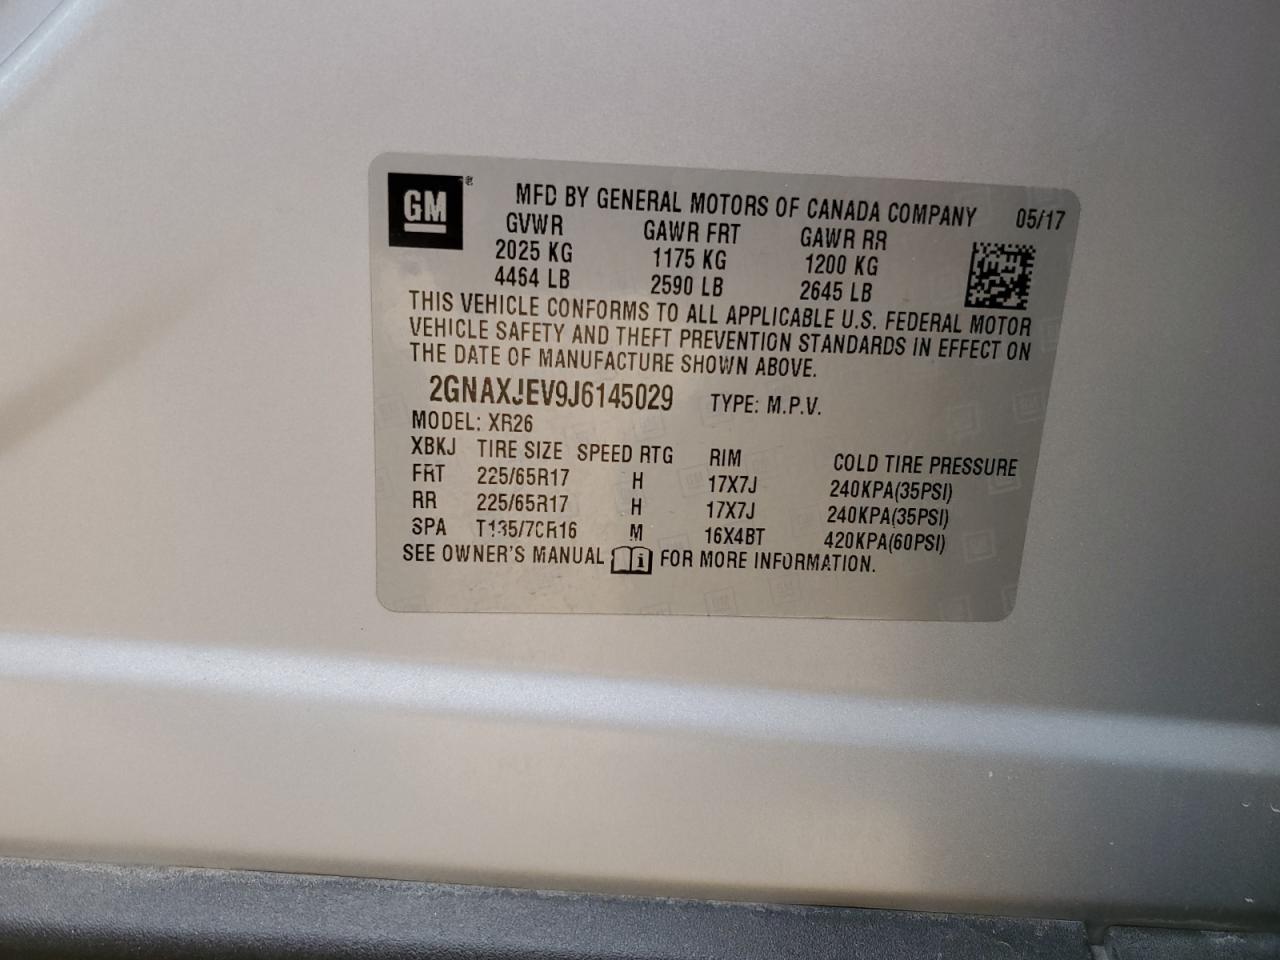 GM ® MFD BY GENERAL MOTORS OF CANADA COMPANY 05/17
GVWR GAWR FRT GAWR RR
2025 KG 1175 KG 1200 KG
4464 LB 2590 LB 2645 LB
THIS VEHICLE CONFORMS TO ALL APPLICABLE U.S. FEDERAL MOTOR
VEHICLE SAFETY AND THEFT PREVENTION STANDARDS IN EFFECT ON
THE DATE OF MANUFACTURE SHOWN ABOVE.
2GNAXJEV9J6145029 TYPE: M.P.V.
MODEL: XR26
XBKJ TIRE SIZE SPEED RTG RIM COLD TIRE PRESSURE
FRT 225/65R17 H 17X7J 240KPA(35PSI)
RR 225/65R17 H 17X7J 240KPA(35PSI)
SPA T135/70R16 M 16X4BT 420KPA(60PSI)
SEE OWNER'S MANUAL i FOR MORE INFORMATION.